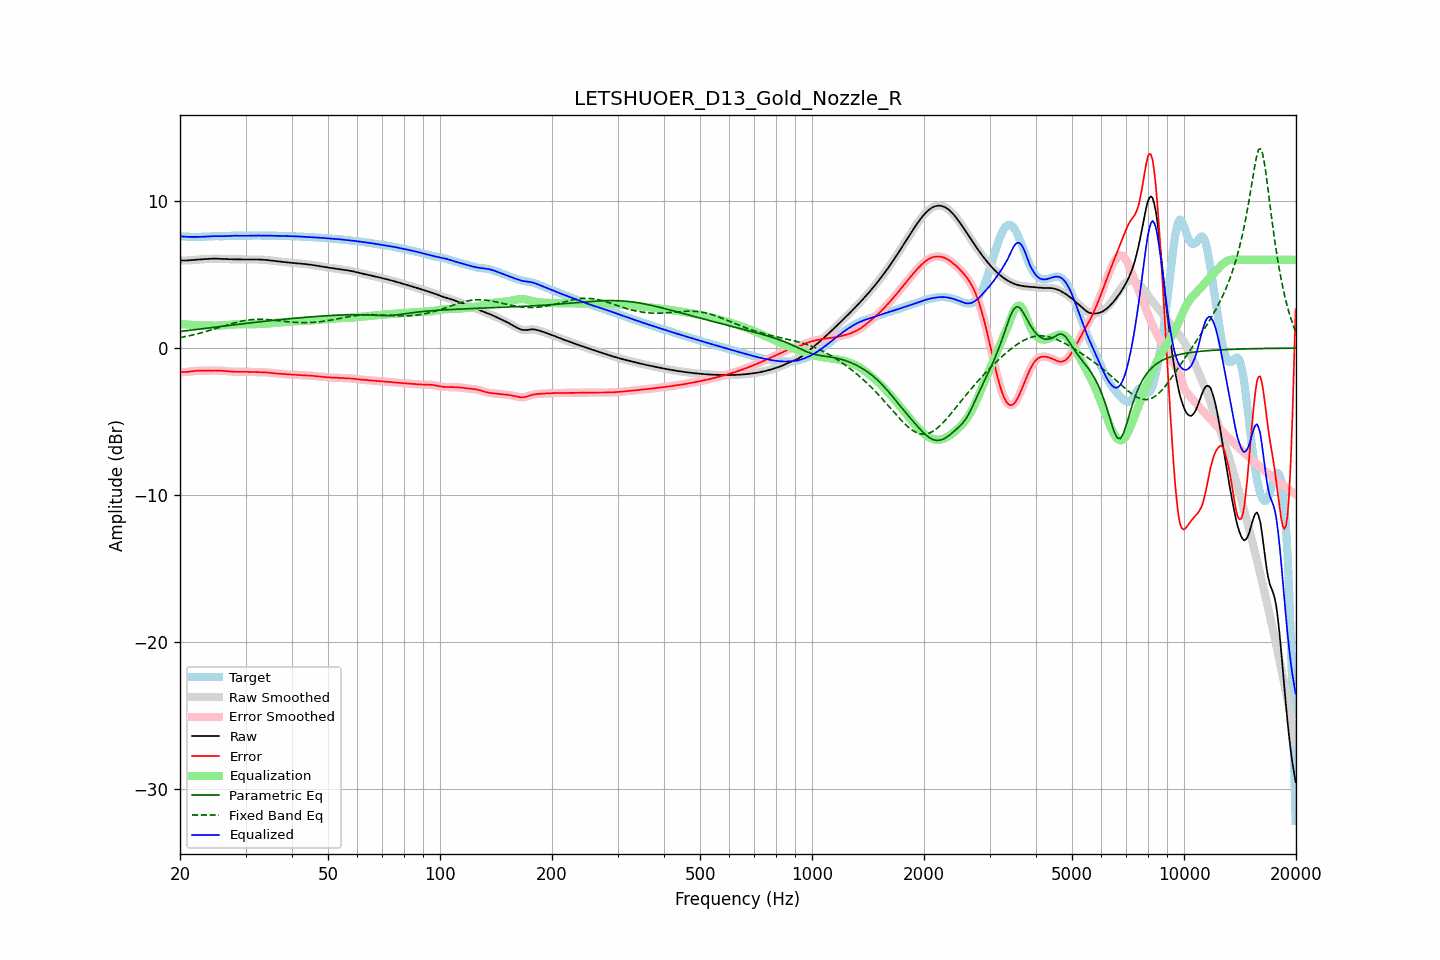 LETSHUOER_D13_Gold_Nozzle_R
Amplitude (dBr)
10
0
−10
−20
−30
Target
Raw Smoothed
Error Smoothed
Raw
Error
Equalization
Parametric Eq
Fixed Band Eq
Equalized
20 50 100 200 500 1000 2000 5000 10000 20000
Frequency (Hz)